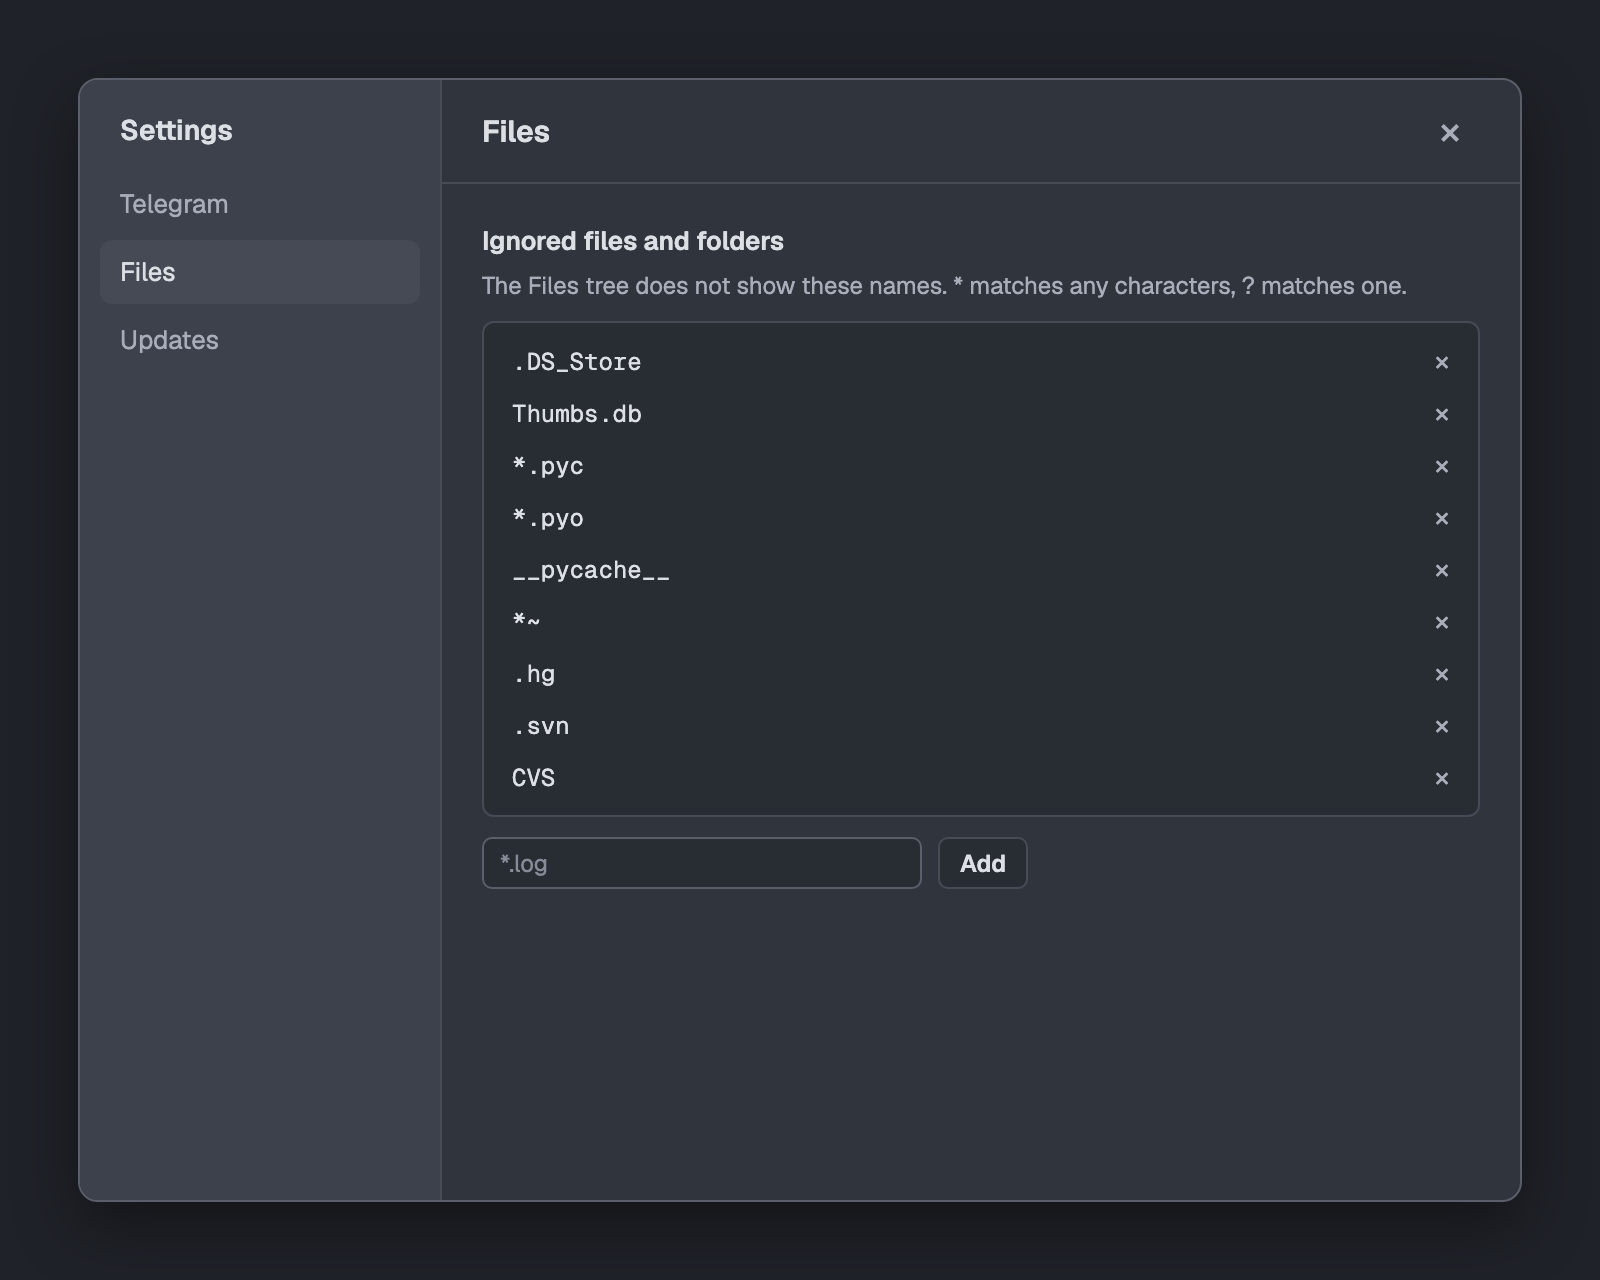 Settings
Telegram
Files
Updates
Files
×
Ignored files and folders
The Files tree does not show these names. * matches any characters, ? matches one.
.DS_Store ×
Thumbs.db ×
*.pyc ×
*.pyo ×
__pycache__ ×
*~ ×
.hg ×
.svn ×
CVS ×
*.log
Add